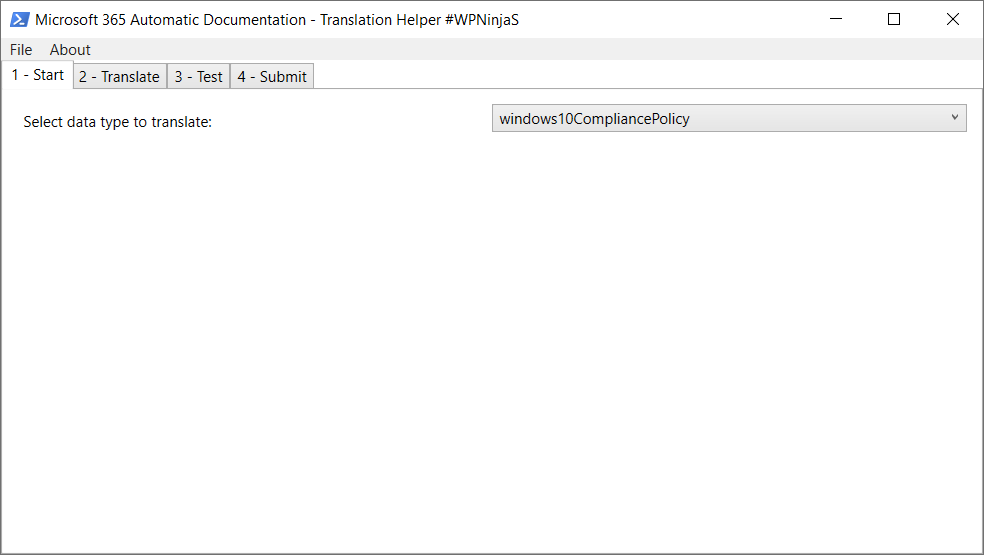 Microsoft 365 Automatic Documentation - Translation Helper #WPNinjaS
File About
1 - Start 2 - Translate 3 - Test 4 - Submit
Select data type to translate: windows10CompliancePolicy